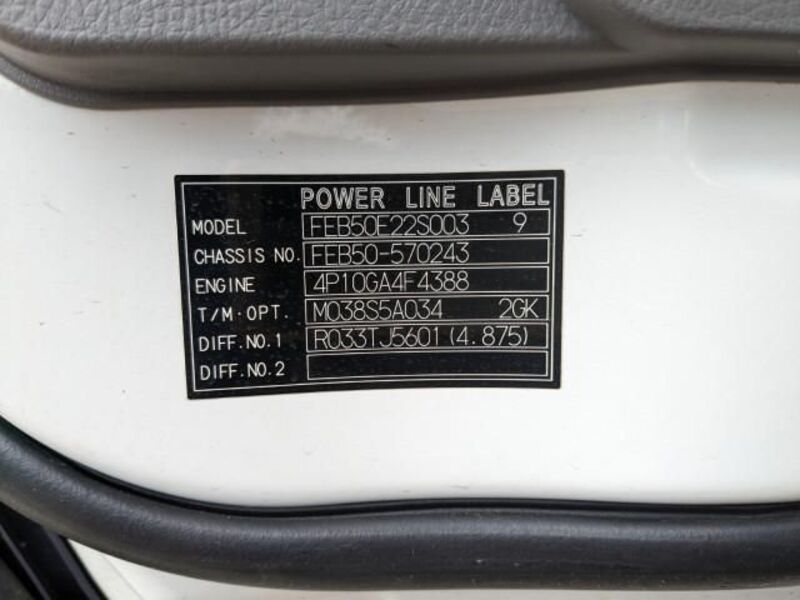 POWER LINE LABEL
MODEL FEB50E22S003 9
CHASSIS NO. FEB50-570243
ENGINE 4P10GA4F4388
T/M·OPT. M038S5A034 2GK
DIFF.NO.1 R033TJ5601(4.875)
DIFF.NO.2